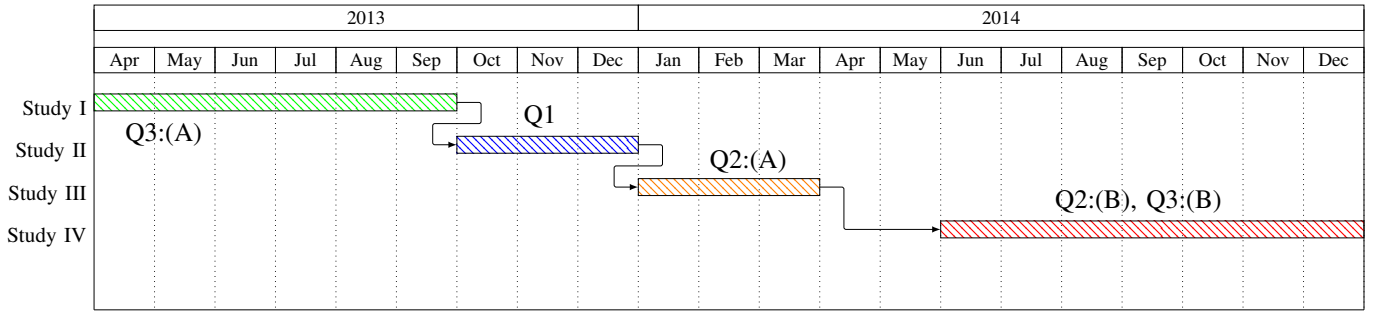 2013 2014
Apr May Jun Jul Aug Sep Oct Nov Dec Jan Feb Mar Apr May Jun Jul Aug Sep Oct Nov Dec
Study I
Q3:(A) Q1
Study II
Q2:(A)
Study III
Q2:(B), Q3:(B)
Study IV